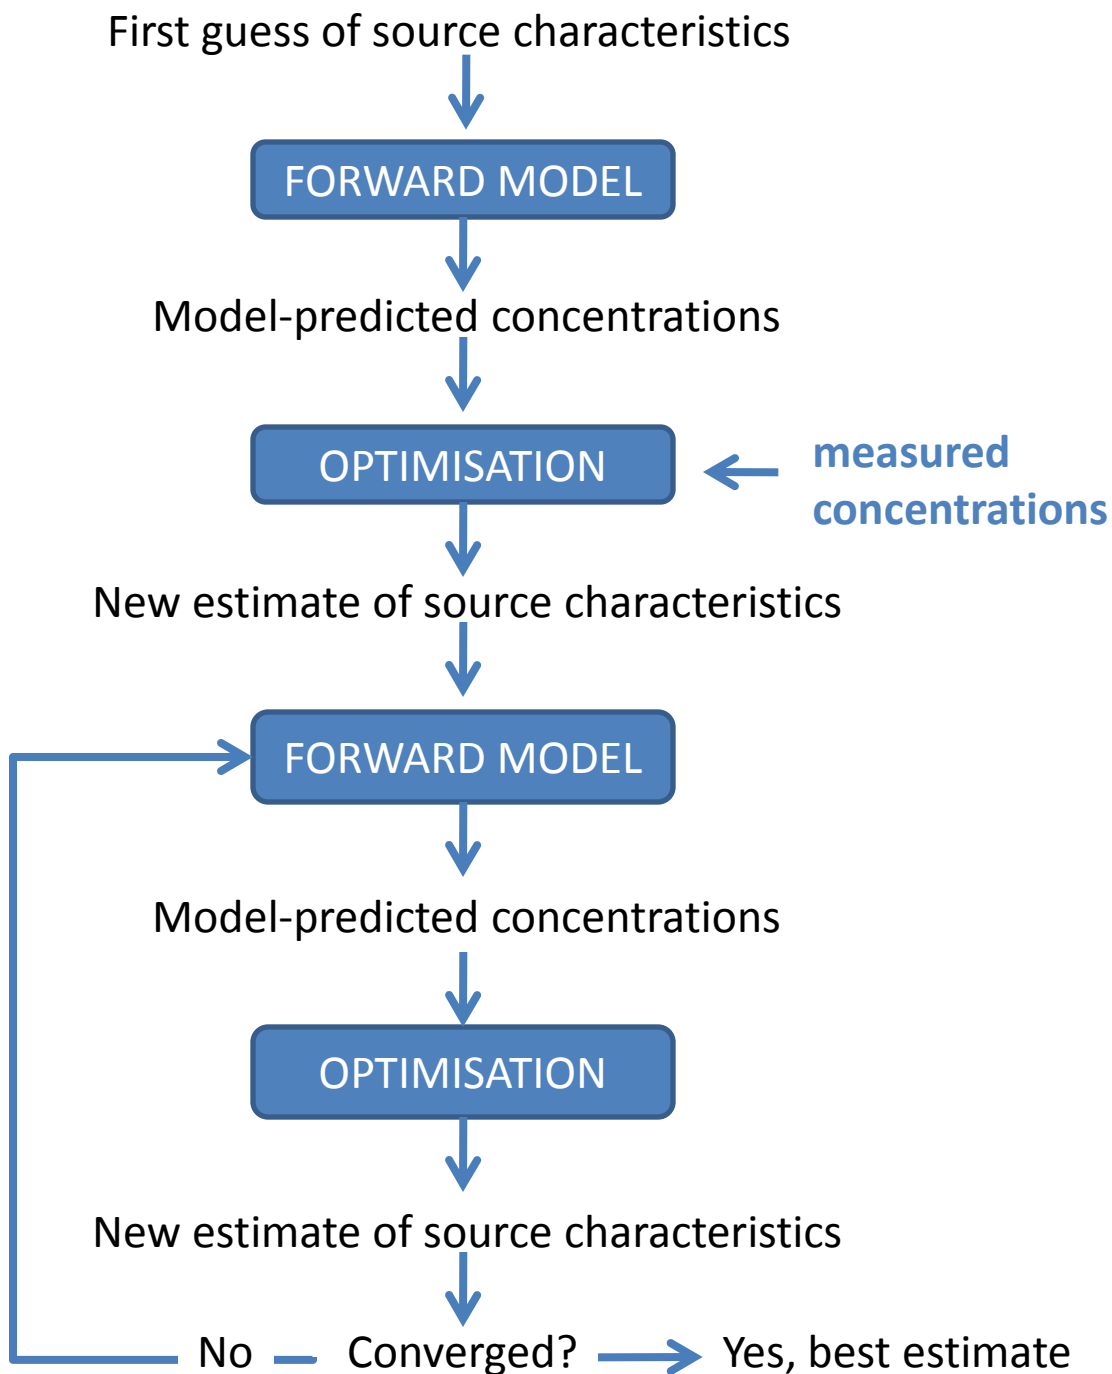 First guess of source characteristics
FORWARD MODEL
Model-predicted concentrations
OPTIMISATION
measured
concentrations
New estimate of source characteristics
FORWARD MODEL
Model-predicted concentrations
OPTIMISATION
New estimate of source characteristics
No
Converged?
Yes, best estimate